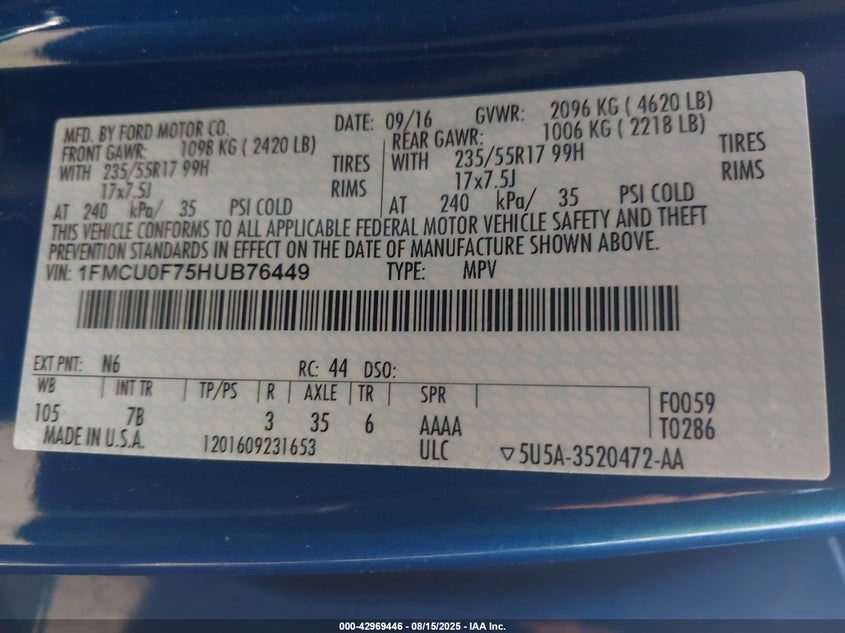 MFD. BY FORD MOTOR CO. DATE: 09/16 GVWR: 2096 KG ( 4620 LB)
FRONT GAWR: 1098 KG ( 2420 LB) REAR GAWR: 1006 KG ( 2218 LB)
WITH 235/55R17 99H TIRES WITH 235/55R17 99H TIRES
17x7.5J RIMS 17x7.5J RIMS
AT 240 kPa/ 35 PSI COLD AT 240 kPa/ 35 PSI COLD
THIS VEHICLE CONFORMS TO ALL APPLICABLE FEDERAL MOTOR VEHICLE SAFETY AND THEFT
PREVENTION STANDARDS IN EFFECT ON THE DATE OF MANUFACTURE SHOWN ABOVE.
VIN: 1FMCU0F75HUB76449 TYPE: MPV
EXT PNT: N6 RC: 44 DSO:
WB INT TR TP/PS R AXLE TR SPR
105 7B 3 35 6 AAAA F0059
T0286
MADE IN U.S.A. 1201609231653 ULC ▽5U5A-3520472-AA
000-42969446 - 08/15/2025 - IAA Inc.